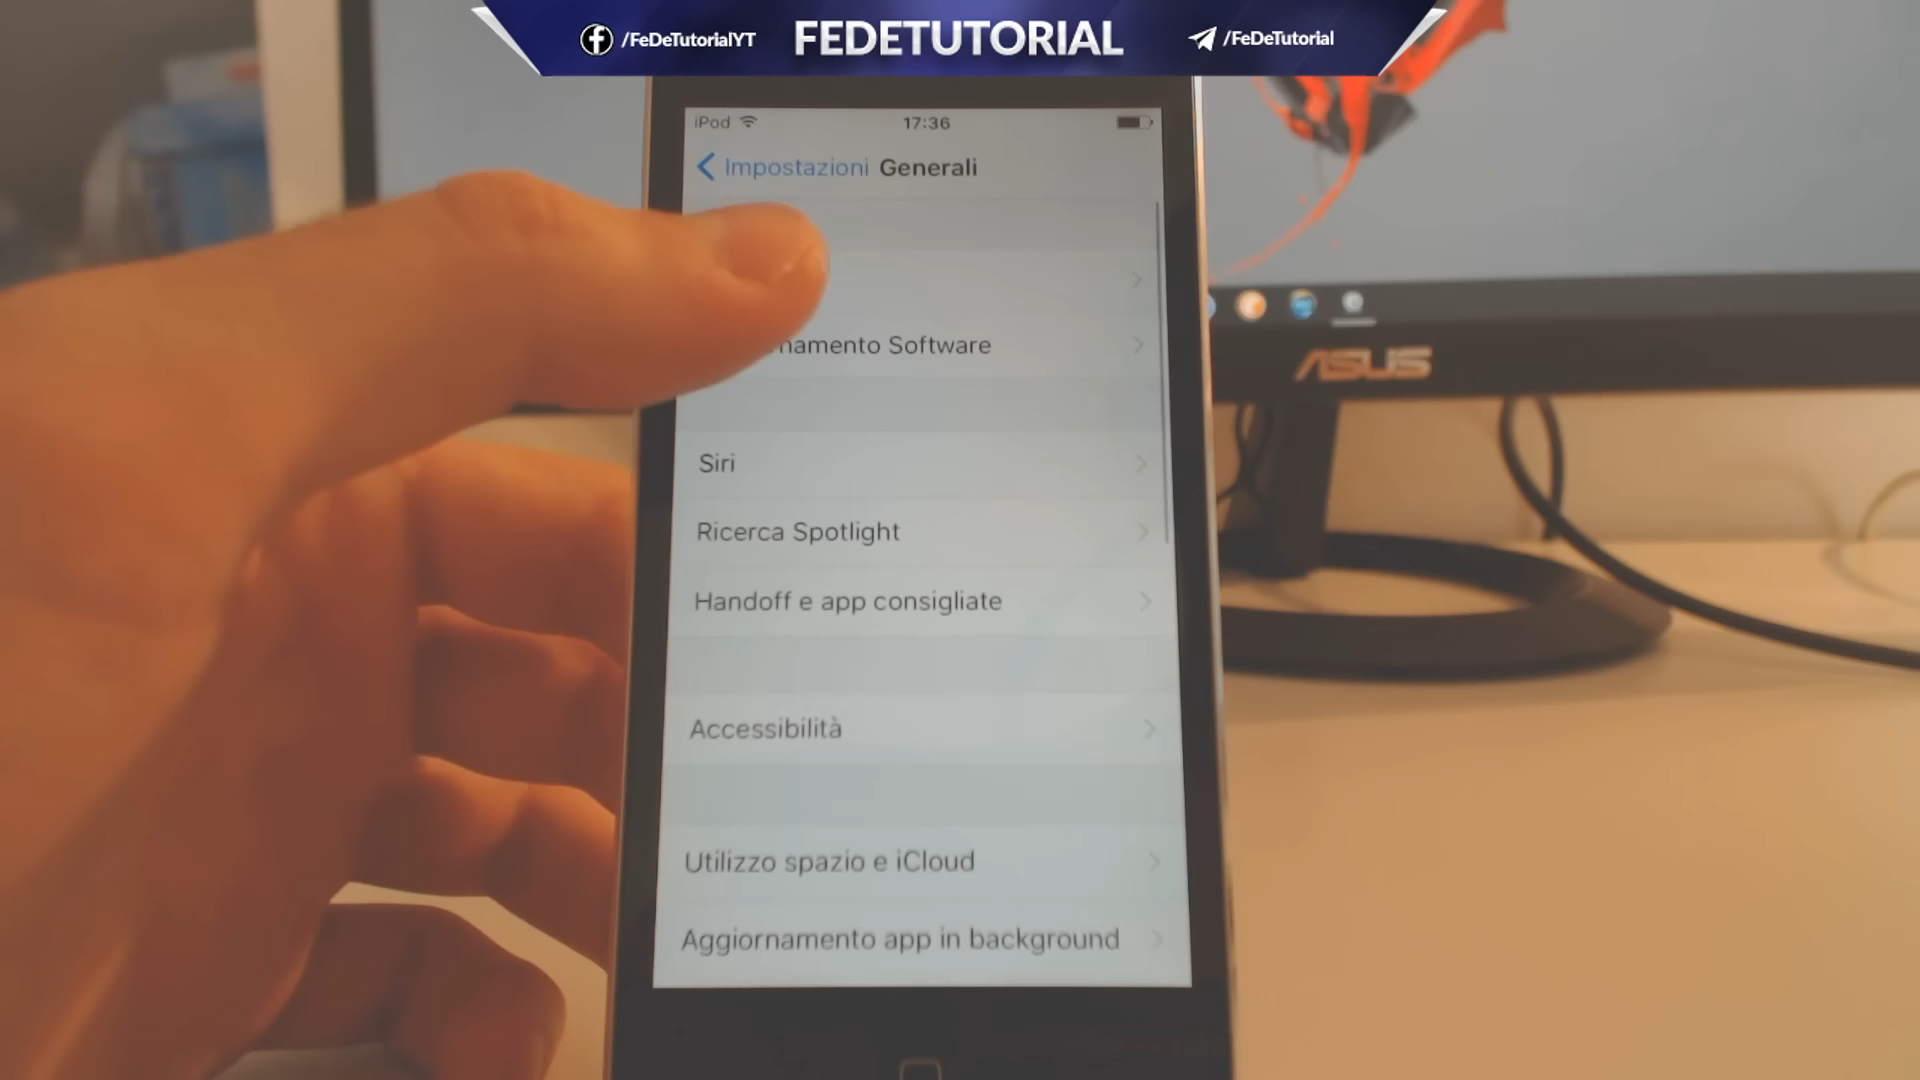 /FeDeTutorialYT
FEDETUTORIAL
/FeDeTutorial
iPod
17:36
Impostazioni
Generali
namento Software
Siri
Ricerca Spotlight
Handoff e app consigliate
Accessibilità
Utilizzo spazio e iCloud
Aggiornamento app in background
ASUS